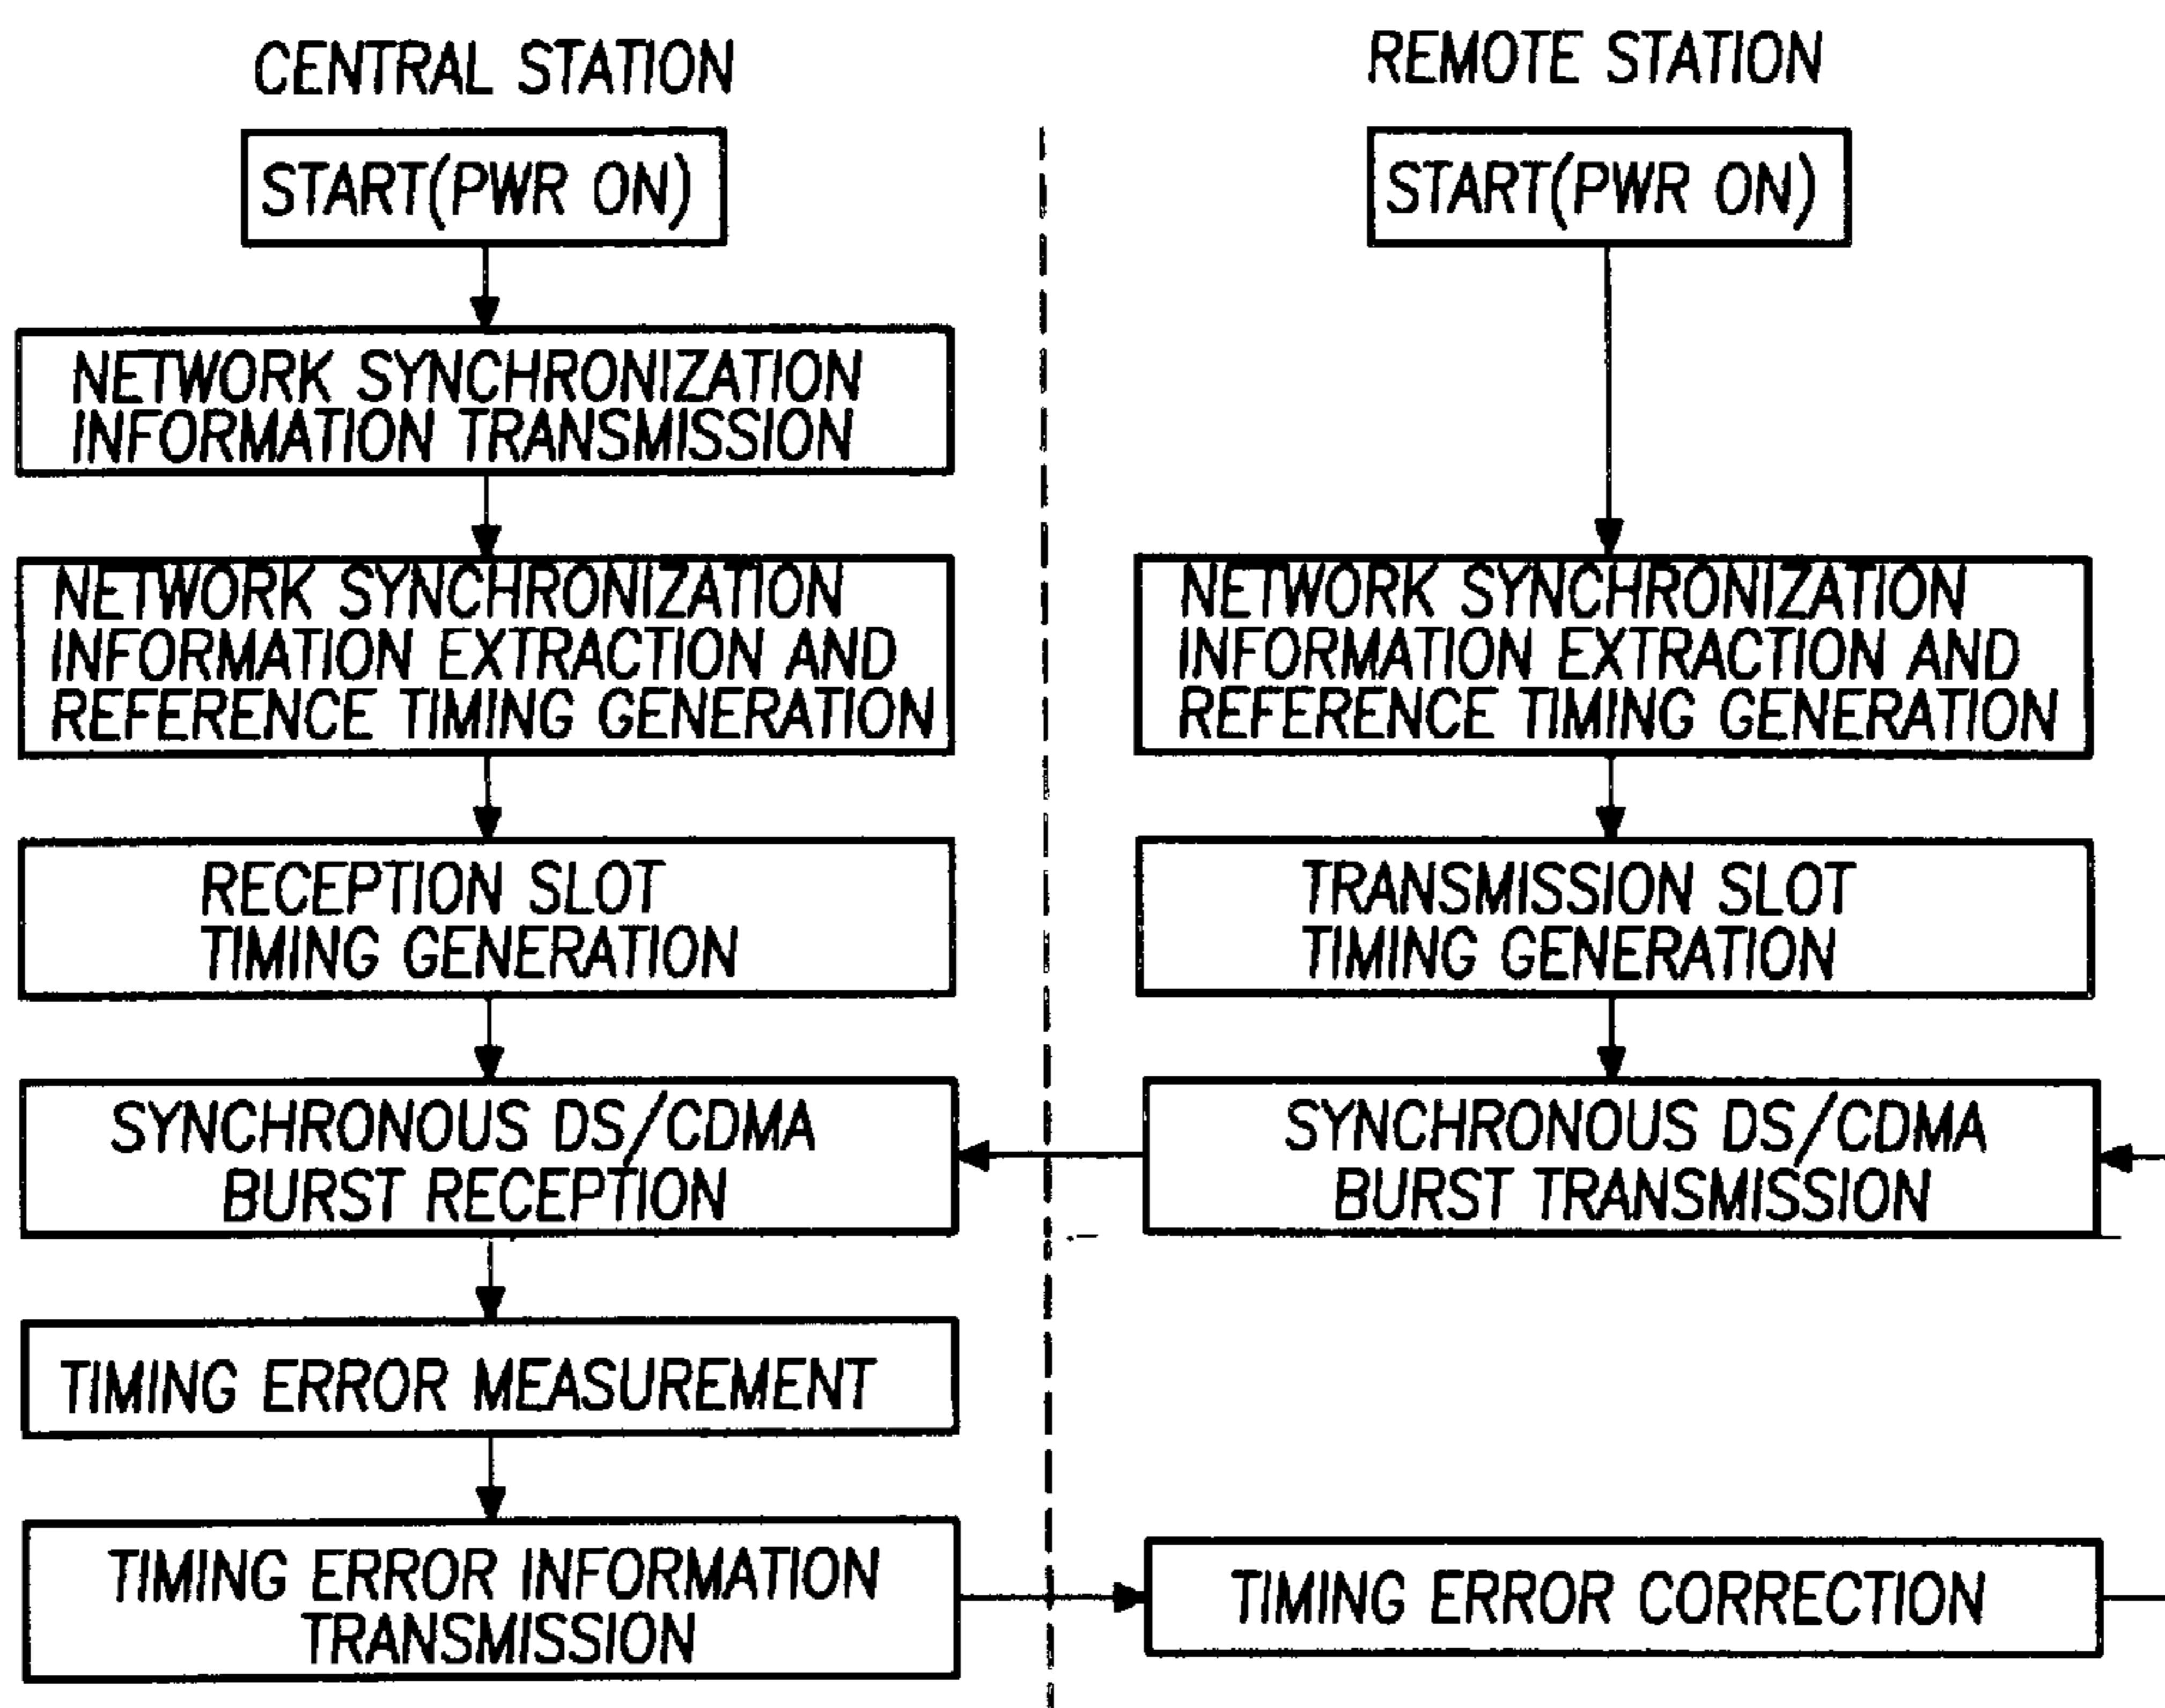 CENTRAL STATION
START(PWR ON)
NETWORK SYNCHRONIZATION
INFORMATION TRANSMISSION
NETWORK SYNCHRONIZATION
INFORMATION EXTRACTION AND
REFERENCE TIMING GENERATION
RECEPTION SLOT
TIMING GENERATION
SYNCHRONOUS DS/CDMA
BURST RECEPTION
TIMING ERROR MEASUREMENT
TIMING ERROR INFORMATION
TRANSMISSION
REMOTE STATION
START(PWR ON)
NETWORK SYNCHRONIZATION
INFORMATION EXTRACTION AND
REFERENCE TIMING GENERATION
TRANSMISSION SLOT
TIMING GENERATION
SYNCHRONOUS DS/CDMA
BURST TRANSMISSION
TIMING ERROR CORRECTION